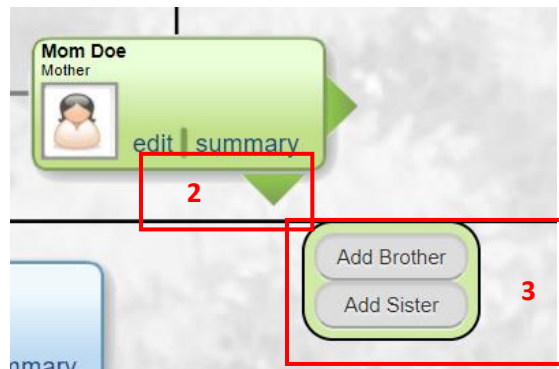 Mom Doe
Mother
edit summary
2
Add Brother
Add Sister
3